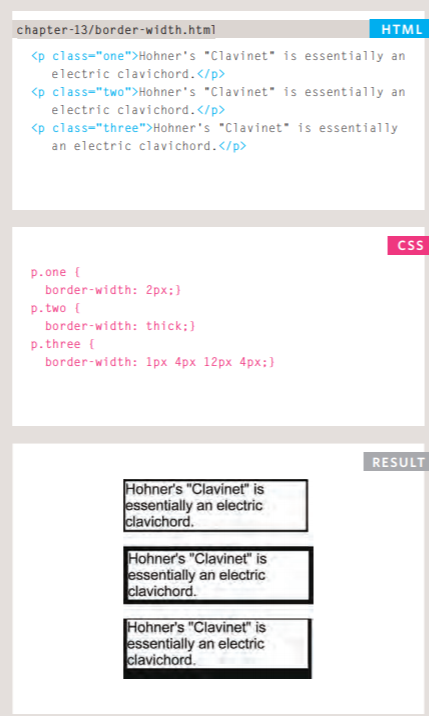 chapter-13/border-width.html HTML
<p class="one">Hohner's "Clavinet" is essentially an
electric clavichord.</p>
<p class="two">Hohner's "Clavinet" is essentially an
electric clavichord.</p>
<p class="three">Hohner's "Clavinet" is essentially
an electric clavichord.</p>
CSS
p.one {
border-width: 2px;}
p.two {
border-width: thick;}
p.three {
border-width: 1px 4px 12px 4px;}
RESULT
Hohner's "Clavinet" is
essentially an electric
clavichord.
Hohner's "Clavinet" is
essentially an electric
clavichord.
Hohner's "Clavinet" is
essentially an electric
clavichord.